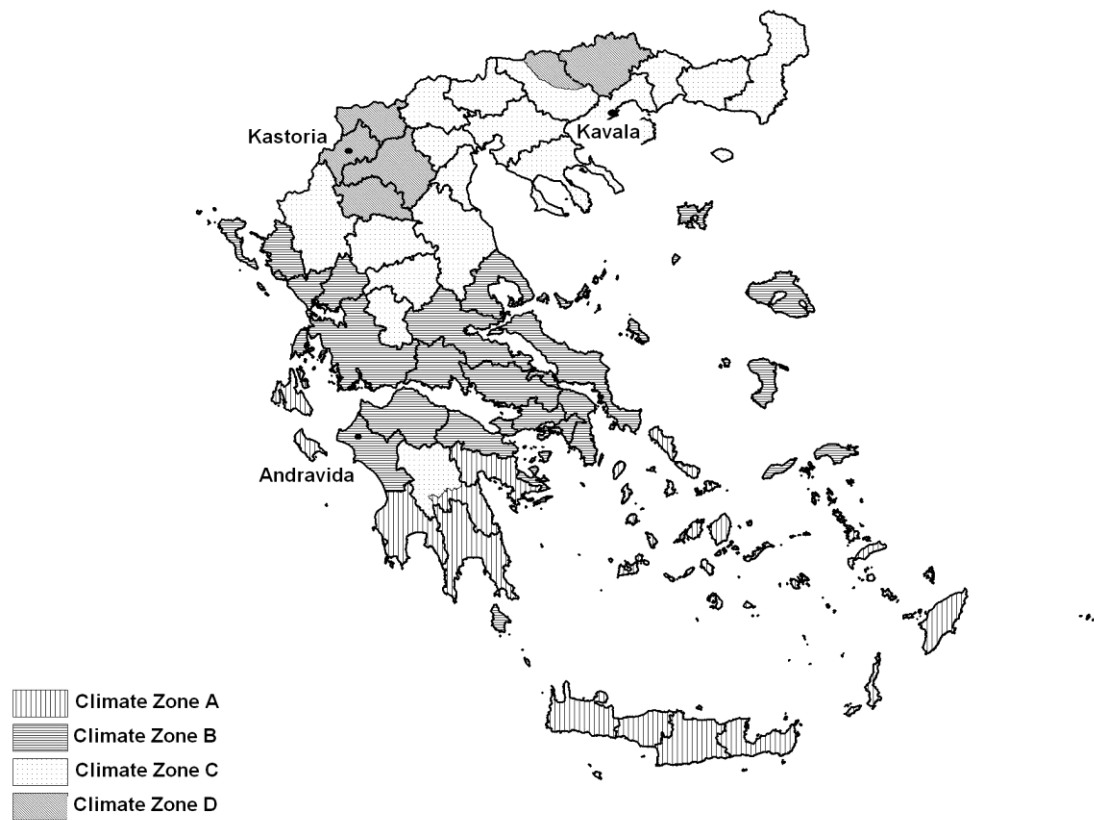 Kastoria
Kavala
Andravida
Climate Zone A
Climate Zone B
Climate Zone C
Climate Zone D